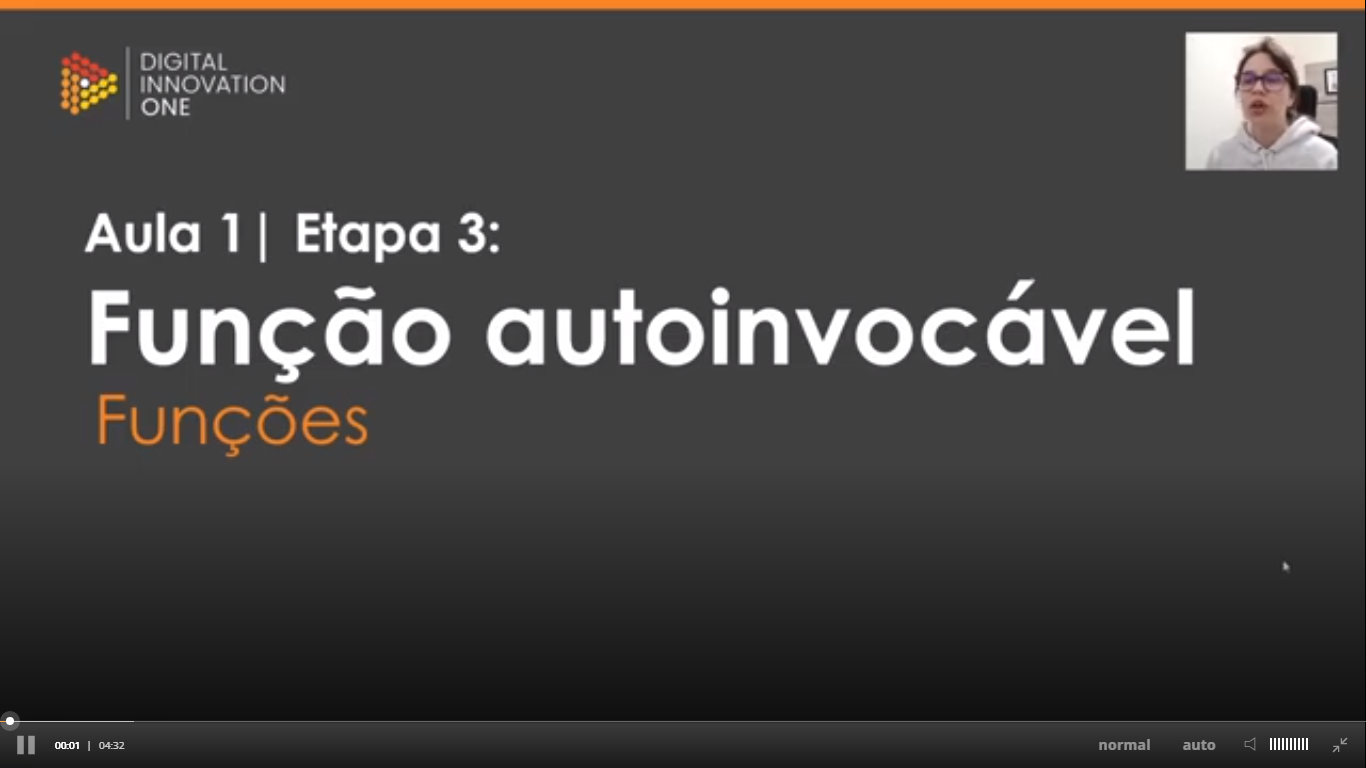 DIGITAL
INNOVATION
ONE
Aula 1| Etapa 3:
Função autoinvocável
Funções
00:01 | 04:32
normal
auto